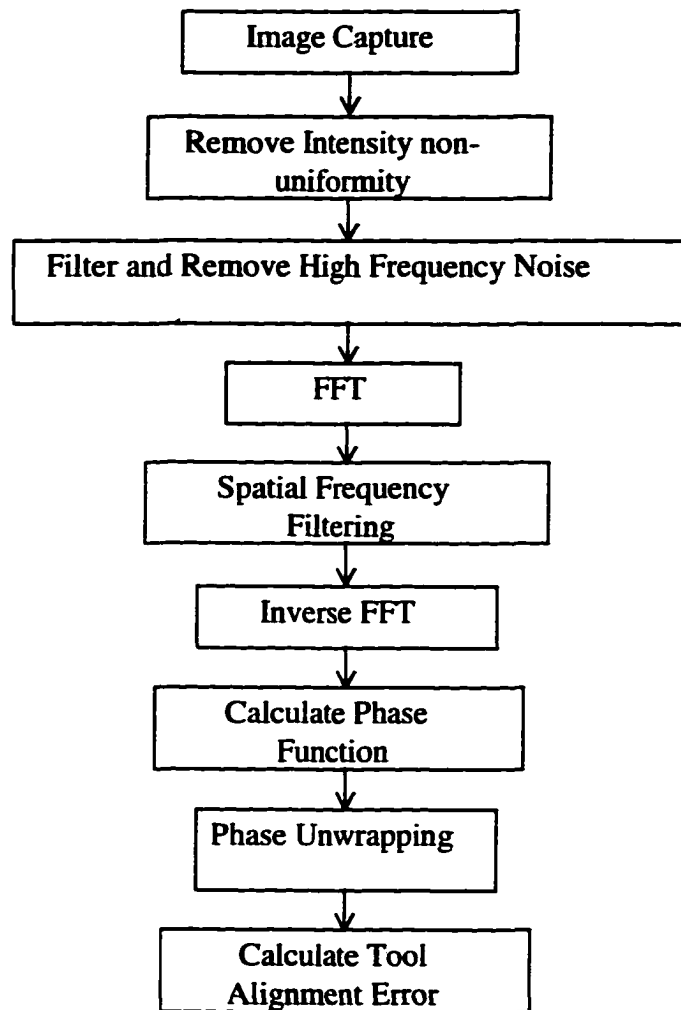 Image Capture
Remove Intensity non-
uniformity
Filter and Remove High Frequency Noise
FFT
Spatial Frequency
Filtering
Inverse FFT
Calculate Phase
Function
Phase Unwrapping
Calculate Tool
Alignment Error